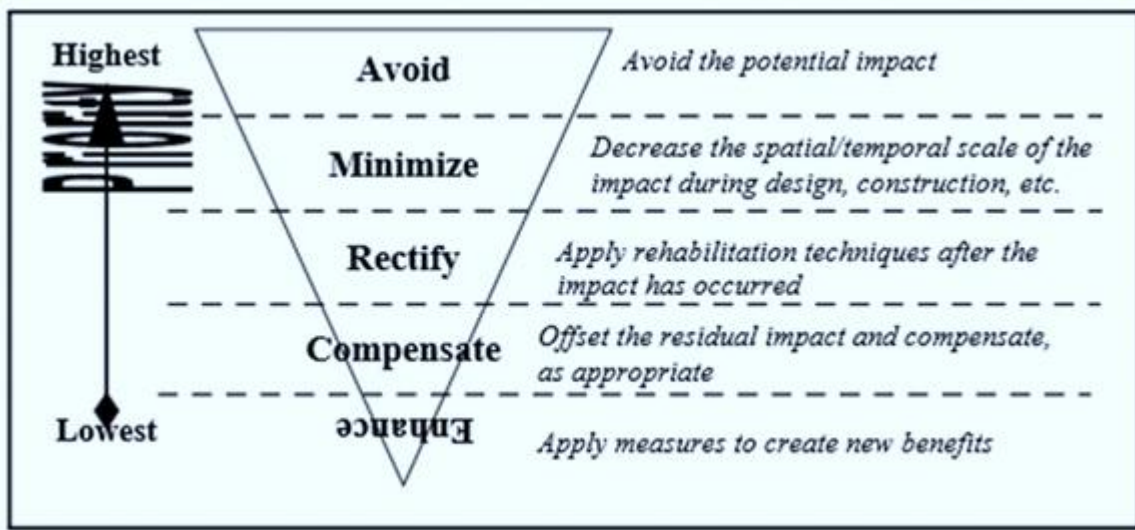 Highest
Avoid
Avoid the potential impact
Minimize
Decrease the spatial/temporal scale of the
impact during design, construction, etc.
Rectify
Apply rehabilitation techniques after the
impact has occurred
Compensate
Offset the residual impact and compensate,
as appropriate
Lowest
Enhance
Apply measures to create new benefits